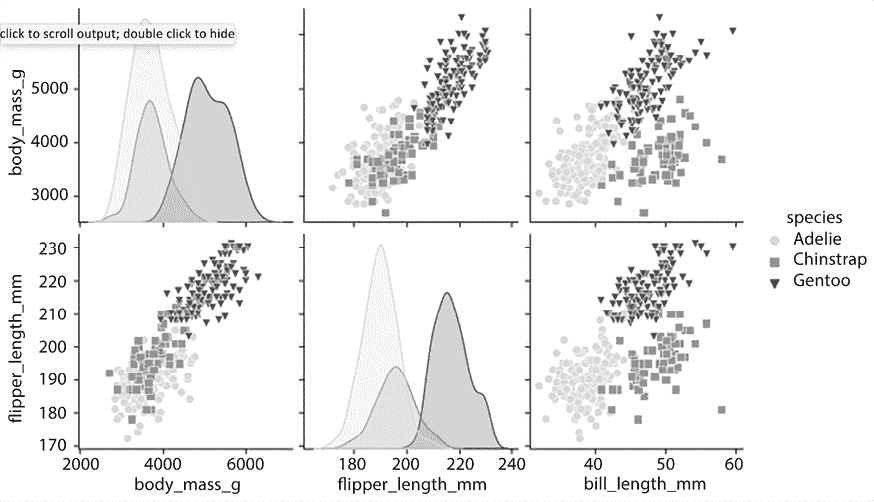 click to scroll output; double click to hide
body_mass_g
5000
4000
3000
species
Adelie
Chinstrap
Gentoo
flipper_length_mm
230
220
210
200
190
180
170
2000 4000 6000
180 200 220 240
40 60
body_mass_g
flipper_length_mm
bill_length_mm